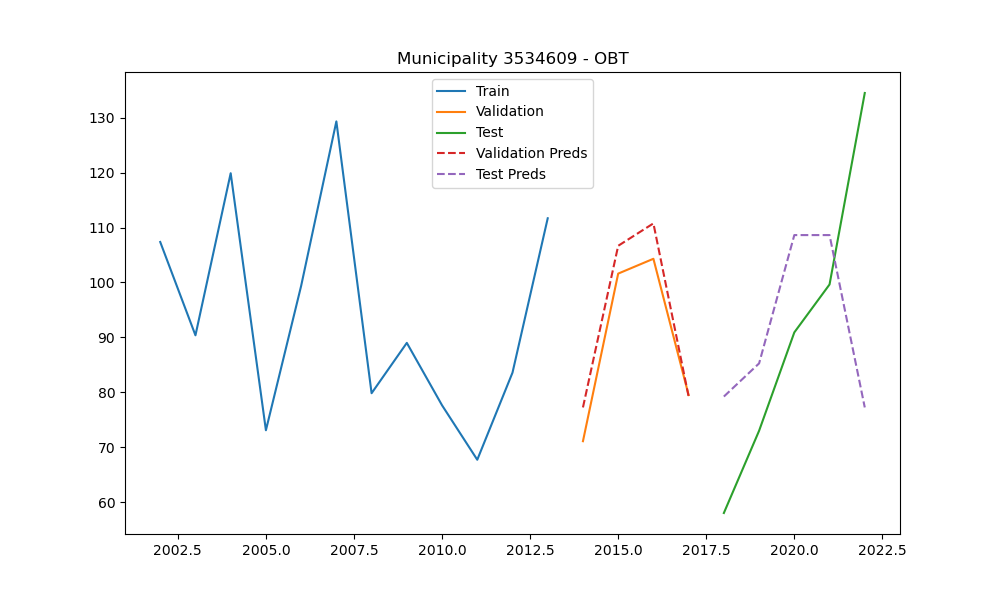 Municipality 3534609 - OBT
Train
Validation
Test
Validation Preds
Test Preds
130
120
110
100
90
80
70
60
2002.5 2005.0 2007.5 2010.0 2012.5 2015.0 2017.5 2020.0 2022.5